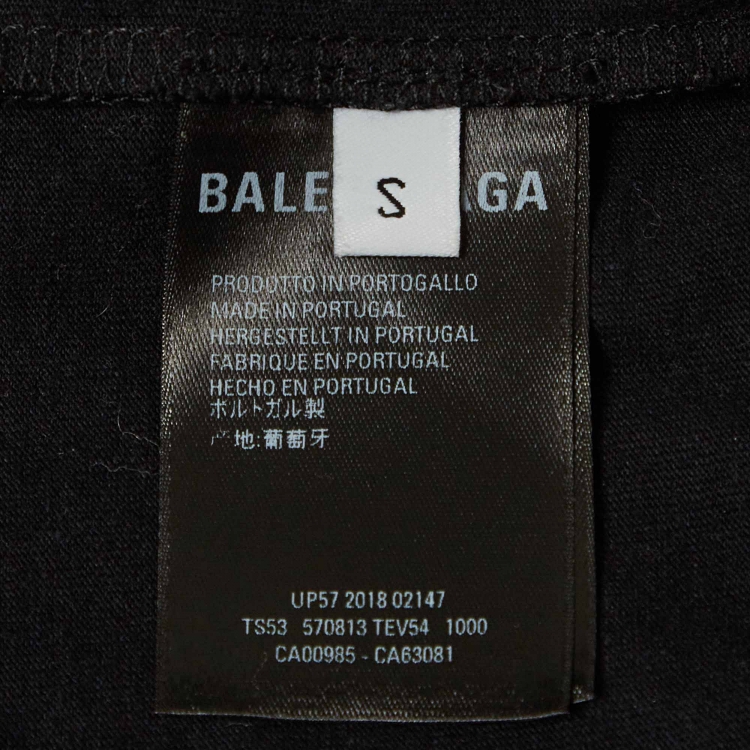 S
BALE AGA
PRODOTTO IN PORTOGALLO
MADE IN PORTUGAL
HERGESTELLT IN PORTUGAL
FABRIQUE EN PORTUGAL
HECHO EN PORTUGAL
ポルトガル製
产地:葡萄牙
UP57 2018 02147
TS53 570813 TEV54 1000
CA00985 - CA63081